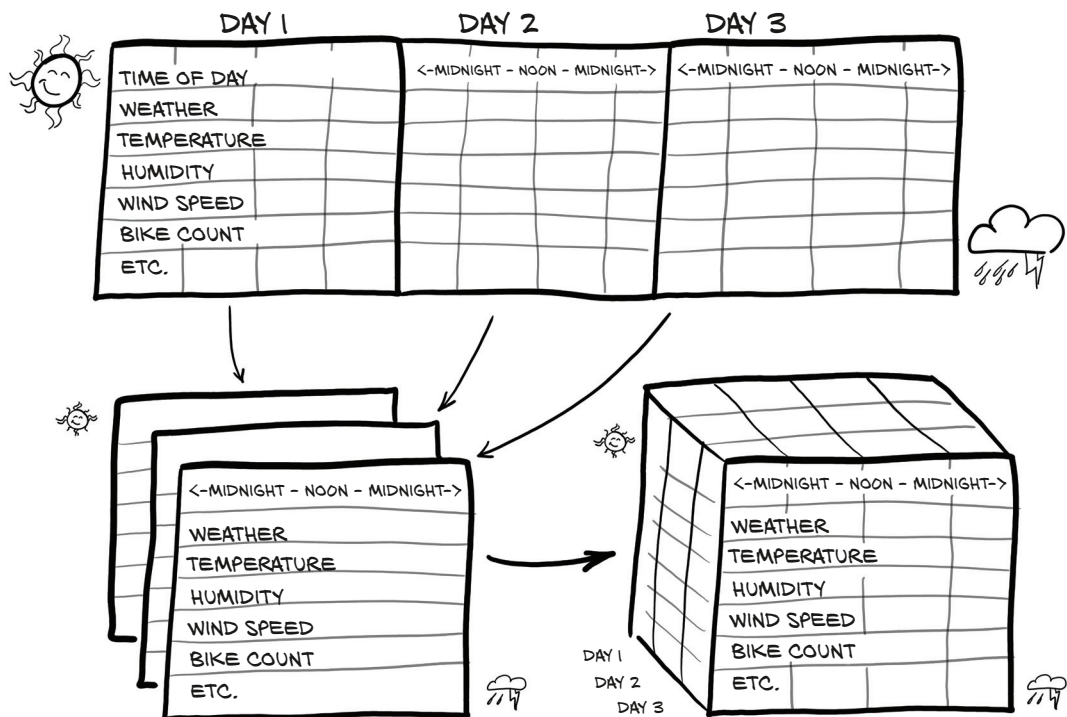 DAY 1 DAY 2 DAY 3
TIME OF DAY <-MIDNIGHT - NOON - MIDNIGHT-> <-MIDNIGHT - NOON - MIDNIGHT->
WEATHER
TEMPERATURE
HUMIDITY
WIND SPEED
BIKE COUNT
ETC.
<-MIDNIGHT - NOON - MIDNIGHT->
WEATHER
TEMPERATURE
HUMIDITY
WIND SPEED
BIKE COUNT
ETC.
<-MIDNIGHT - NOON - MIDNIGHT->
WEATHER
TEMPERATURE
HUMIDITY
WIND SPEED
BIKE COUNT
ETC.
DAY 1
DAY 2
DAY 3